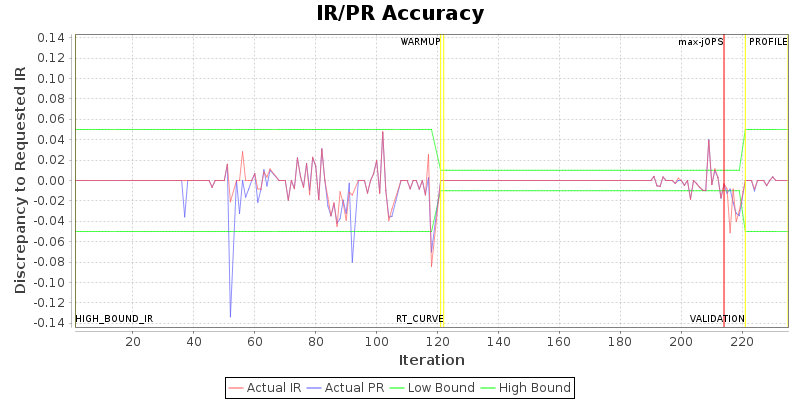 IR/PR Accuracy
Discrepancy to Requested IR
0.14
0.12
0.10
0.08
0.06
0.04
0.02
0.00
-0.02
-0.04
-0.06
-0.08
-0.10
-0.12
-0.14
WARMUP
max-jOPS
PROFILE
HIGH_BOUND_IR
RT_CURVE
VALIDATION
20 40 60 80 100 120 140 160 180 200 220
Iteration
Actual IR Actual PR Low Bound High Bound